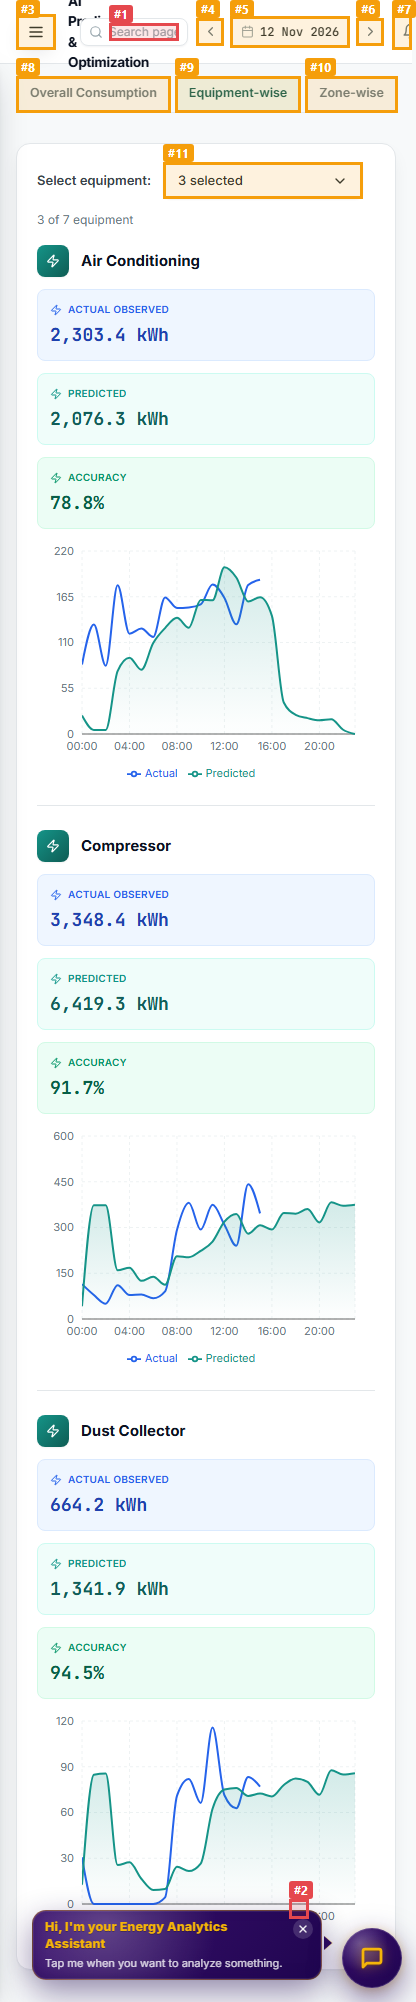 #3
AI
#1
#4
#5
#6
#7
Search page
12 Nov 2026
&
Optimization
#8
#9
#10
Overall Consumption
Equipment-wise
Zone-wise
#11
Select equipment:
3 selected
3 of 7 equipment
Air Conditioning
ACTUAL OBSERVED
2,303.4 kWh
PREDICTED
2,076.3 kWh
ACCURACY
78.8%
220
165
110
55
0
00:00 04:00 08:00 12:00 16:00 20:00
Actual Predicted
Compressor
ACTUAL OBSERVED
3,348.4 kWh
PREDICTED
6,419.3 kWh
ACCURACY
91.7%
600
450
300
150
0
00:00 04:00 08:00 12:00 16:00 20:00
Actual Predicted
Dust Collector
ACTUAL OBSERVED
664.2 kWh
PREDICTED
1,341.9 kWh
ACCURACY
94.5%
120
90
60
30
0
#2
Hi, I'm your Energy Analytics
Assistant
Tap me when you want to analyze something.